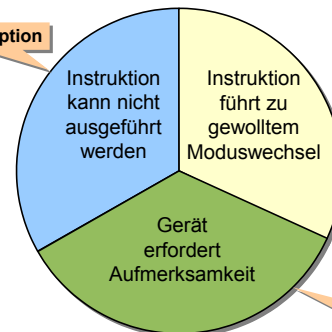 ption
Instruktion
kann nicht
ausgeführt
werden
Instruktion
führt zu
gewolltem
Moduswechsel
Gerät
erfordert
Aufmerksamkeit